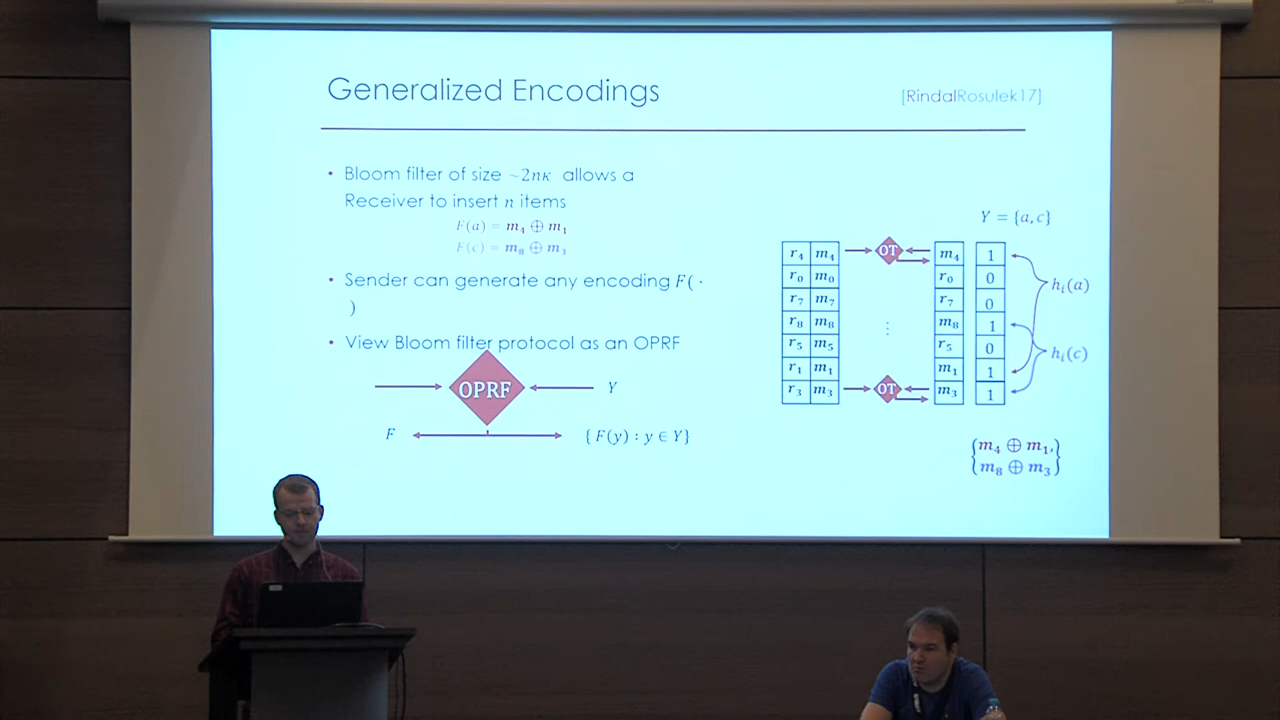 Generalized Encodings
[RindalRosulek17]
• Bloom filter of size ~2nκ allows a
Receiver to insert n items
F(a) = m₄ ⊕ m₁
F(c) = m₈ ⊕ m₃
• Sender can generate any encoding F( ·
)
• View Bloom filter protocol as an OPRF
OPRF
Y
F
{ F(y) : y ∈ Y}
Y = {a, c}
r₄ m₄ OT m₄ 1
r₀ m₀ r₀ 0
r₇ m₇ r₇ 0
r₈ m₈ ⋮ m₈ 1
r₅ m₅ r₅ 0
r₁ m₁ m₁ 1
r₃ m₃ OT m₃ 1
hᵢ(a)
hᵢ(c)
{m₄ ⊕ m₁,
m₈ ⊕ m₃}